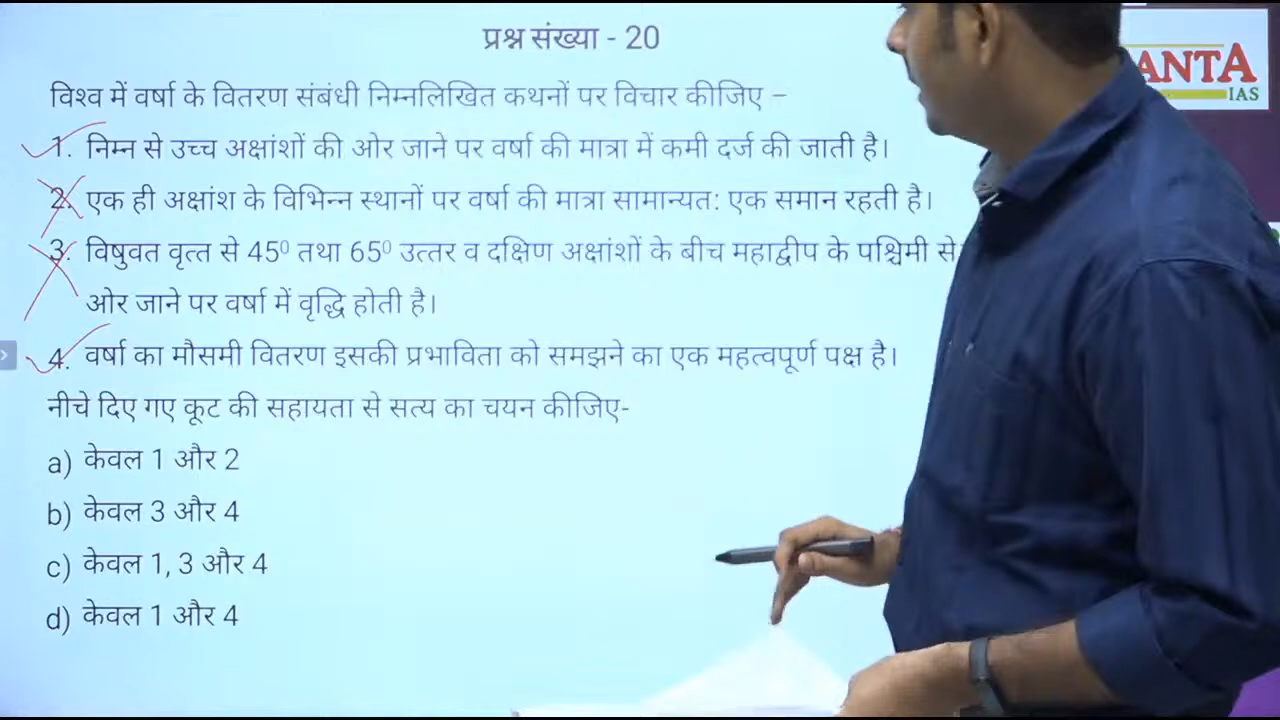 प्रश्न संख्या - 20
ANTA
IAS
विश्व में वर्षा के वितरण संबंधी निम्नलिखित कथनों पर विचार कीजिए –
1. निम्न से उच्च अक्षांशों की ओर जाने पर वर्षा की मात्रा में कमी दर्ज की जाती है।
2. एक ही अक्षांश के विभिन्न स्थानों पर वर्षा की मात्रा सामान्यत: एक समान रहती है।
3. विषुवत वृत्त से 45⁰ तथा 65⁰ उत्तर व दक्षिण अक्षांशों के बीच महाद्वीप के पश्चिमी से
ओर जाने पर वर्षा में वृद्धि होती है।
4. वर्षा का मौसमी वितरण इसकी प्रभाविता को समझने का एक महत्वपूर्ण पक्ष है।
नीचे दिए गए कूट की सहायता से सत्य का चयन कीजिए-
a) केवल 1 और 2
b) केवल 3 और 4
c) केवल 1, 3 और 4
d) केवल 1 और 4